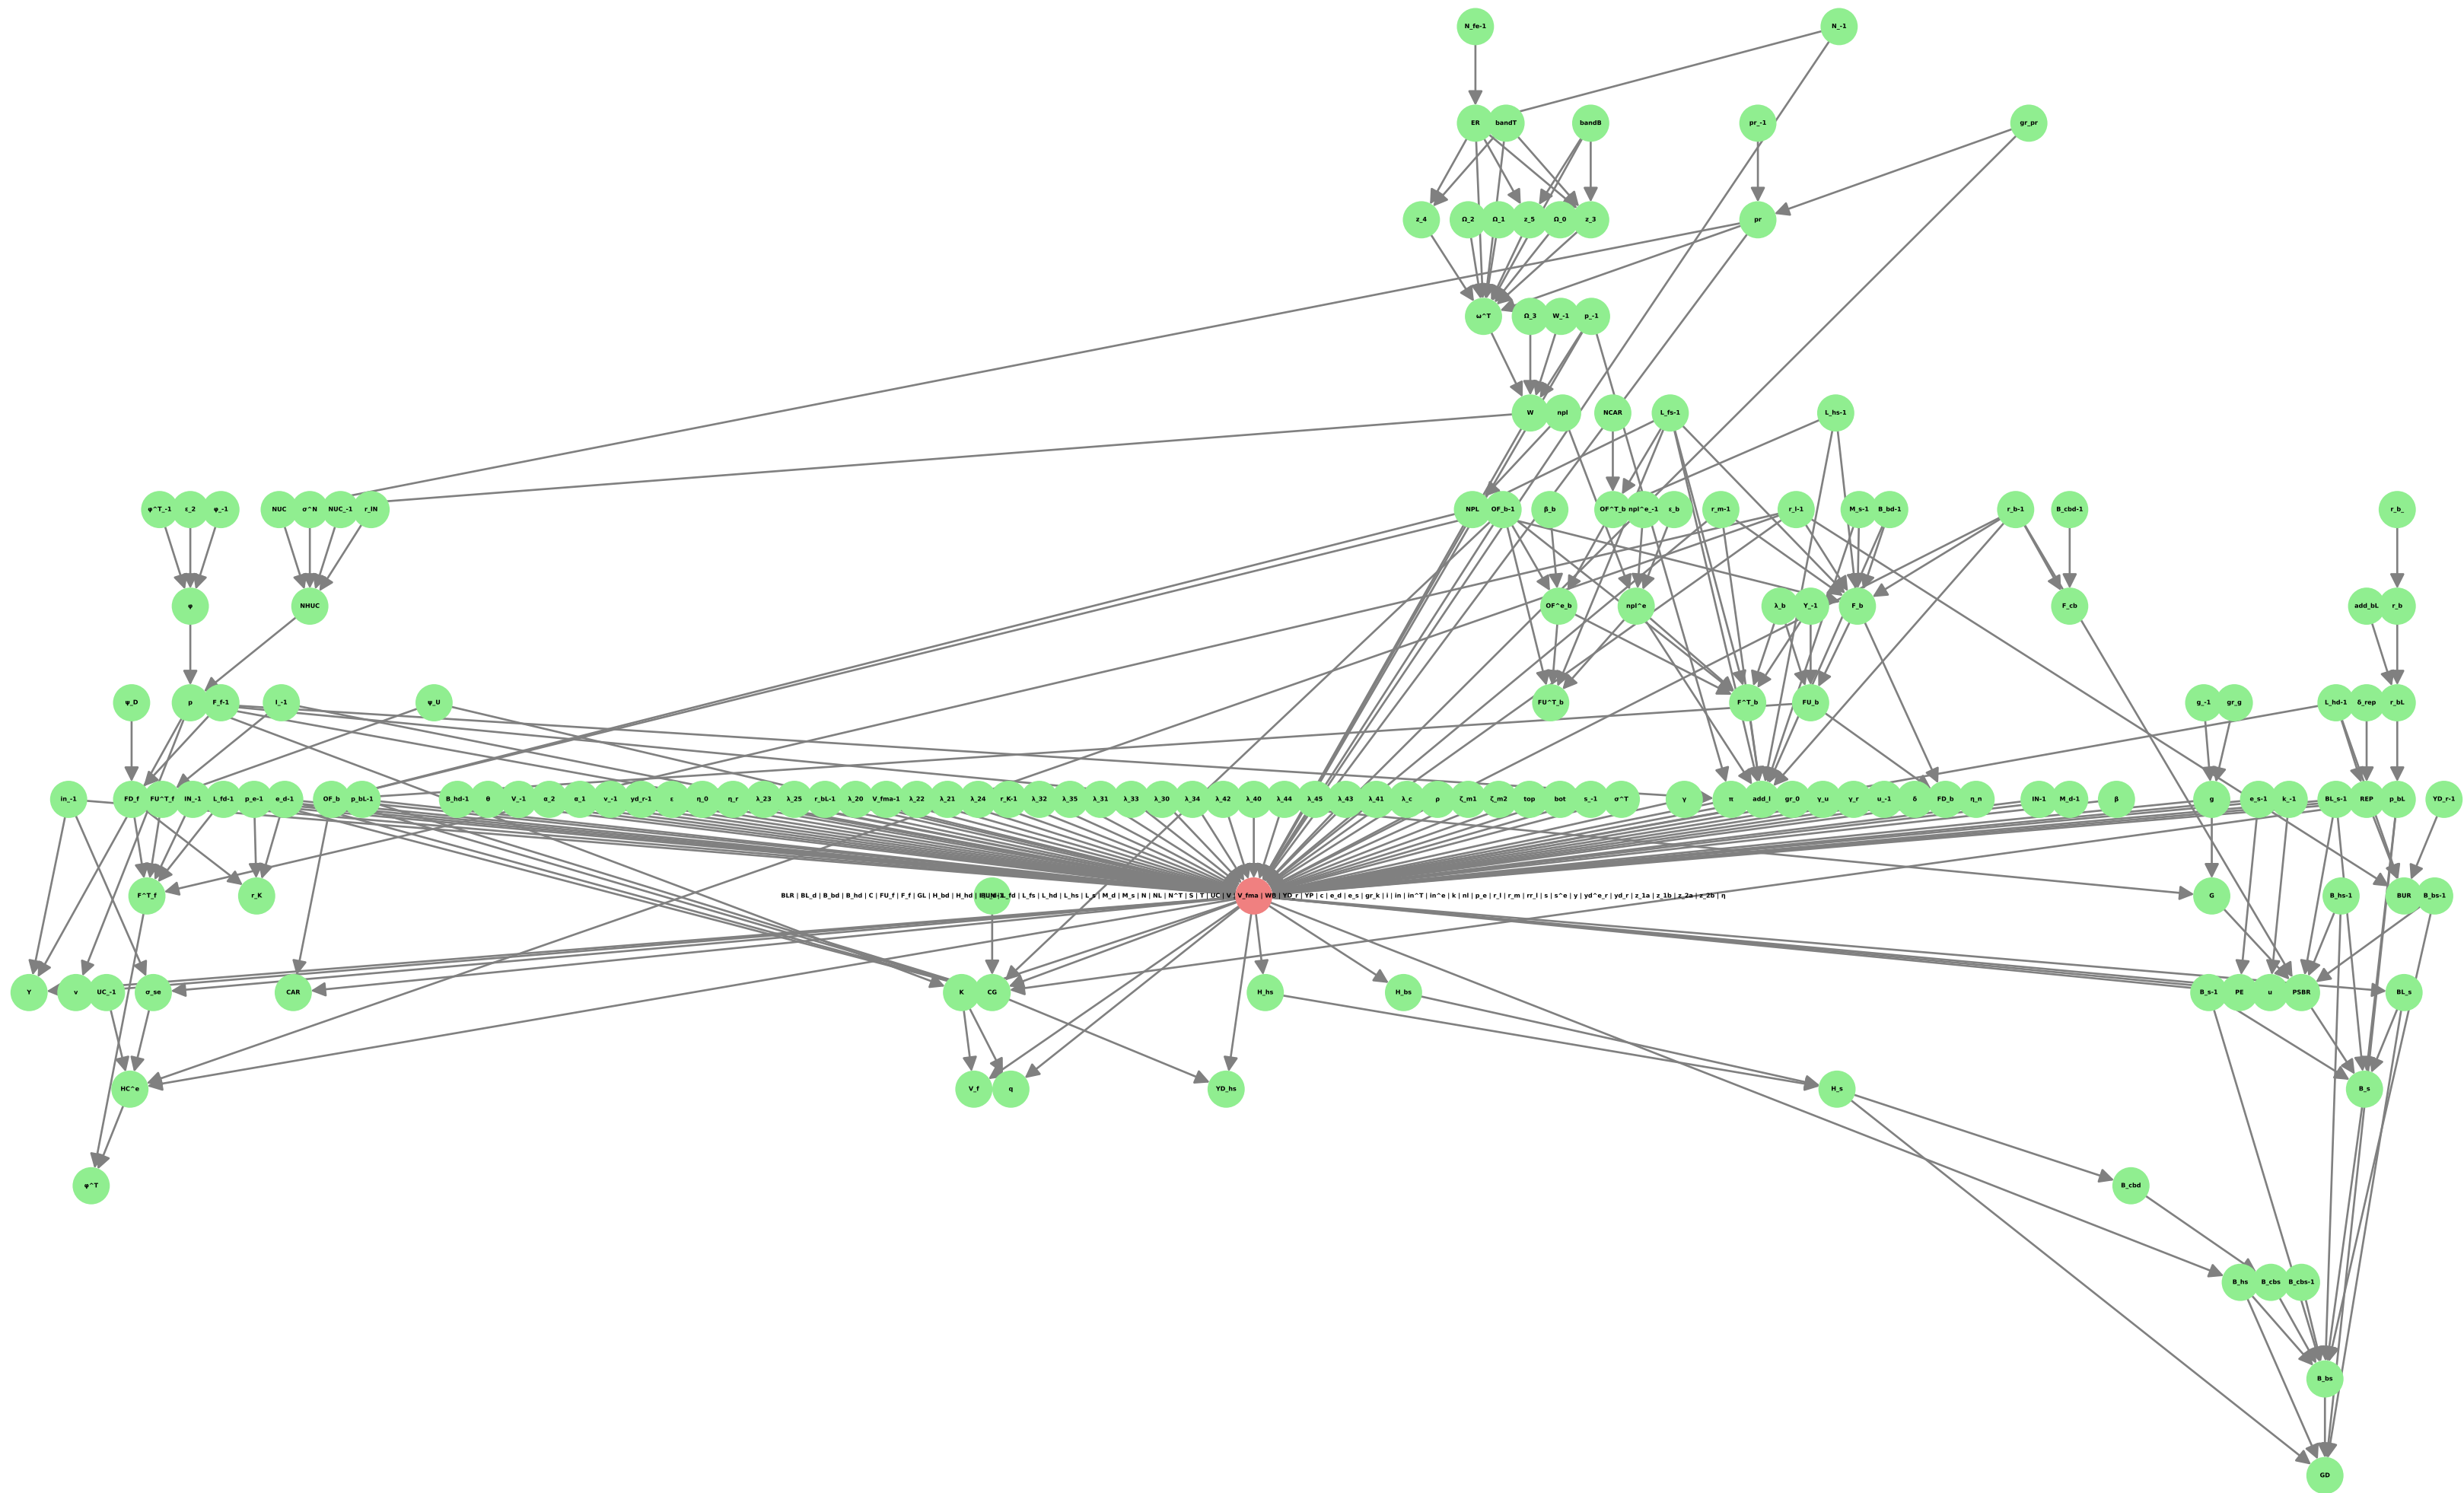 N_fe-1 N_-1
ER bandT bandB pr_-1 gr_pr
z_4 Ω_2 Ω_1 z_5 Ω_0 z_3 pr
ω^T Ω_3 W_-1 p_-1
W npl NCAR L_fs-1 L_hs-1
φ^T_-1 ε_2 φ_-1 NUC σ^N NUC_-1 r_lN NPL OF_b-1 β_b OF^T_b npl^e_-1 ε_b r_m-1 r_l-1 M_s-1 B_bd-1 r_b-1 B_cbd-1 r_b_
φ NHUC OF^e_b npl^e λ_b Y_-1 F_b F_cb add_bL r_b
ψ_D p F_f-1 I_-1 ψ_U FU^T_b F^T_b FU_b g_-1 gr_g L_hd-1 δ_rep r_bL
in_-1 FD_f FU^T_f IN_-1 L_fd-1 p_e-1 e_d-1 OF_b p_bL-1 B_hd-1 θ V_-1 α_2 α_1 v_-1 yd_r-1 ε η_0 η_r λ_23 λ_25 r_bL-1 λ_20 V_fma-1 λ_22 λ_21 λ_24 r_K-1 λ_32 λ_35 λ_31 λ_33 λ_30 λ_34 λ_42 λ_40 λ_44 λ_45 λ_43 λ_41 λ_c ρ ζ_m1 ζ_m2 top bot s_-1 σ^T γ π add_l gr_0 γ_u γ_r u_-1 δ FD_b η_n IN-1 M_d-1 β g e_s-1 k_-1 BL_s-1 REP p_bL YD_r-1
F^T_f r_K G B_hs-1 BUR B_bs-1
Y v UC_-1 σ_se CAR K CG H_hs H_bs B_s-1 PE u PSBR BL_s
HC^e V_f q YD_hs H_s B_s
φ^T B_cbd
B_hs B_cbs B_cbs-1
B_bs
GD